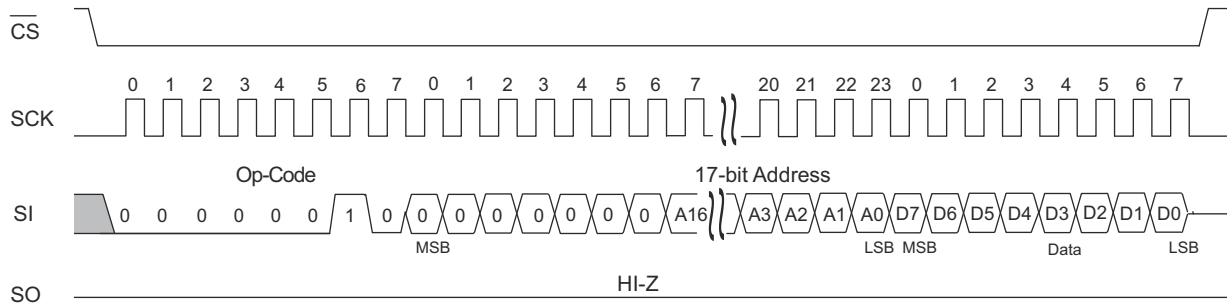 CS
0 1 2 3 4 5 6 7 0 1 2 3 4 5 6 7 20 21 22 23 0 1 2 3 4 5 6 7
SCK
Op-Code 17-bit Address
SI 0 0 0 0 0 0 1 0 0 0 0 0 0 0 0 A16 A3 A2 A1 A0 D7 D6 D5 D4 D3 D2 D1 D0
MSB LSB MSB Data LSB
HI-Z
SO